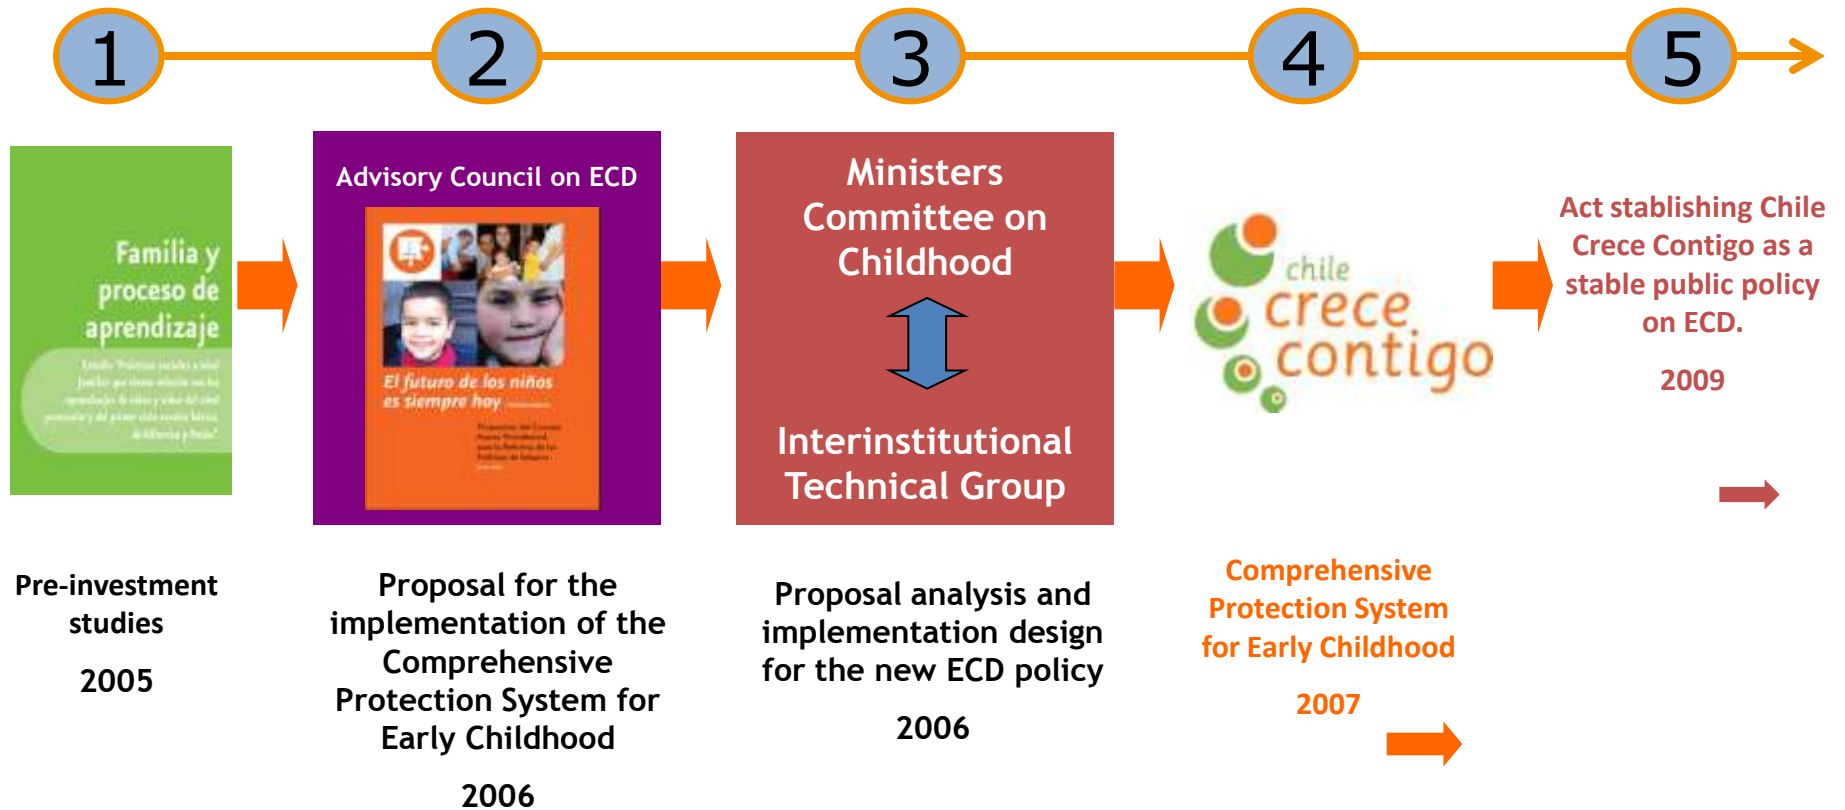 1
2
3
4
5
Familia y
proceso de
aprendizaje
Advisory Council on ECD
El futuro de los niños
es siempre hoy
Ministers
Committee on
Childhood
Interinstitutional
Technical Group
chile
crece
contigo
Act stablishing Chile
Crece Contigo as a
stable public policy
on ECD.
2009
Pre-investment
studies
2005
Proposal for the
implementation of the
Comprehensive
Protection System for
Early Childhood
2006
Proposal analysis and
implementation design
for the new ECD policy
2006
Comprehensive
Protection System
for Early Childhood
2007